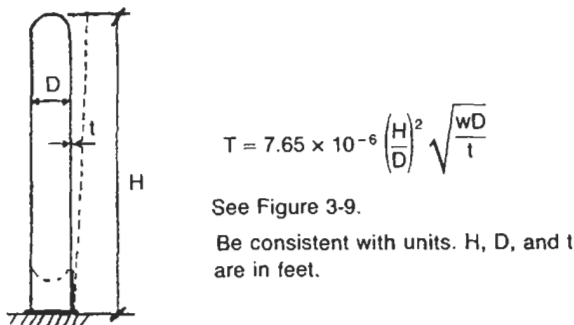 D
t
H
T = 7.65 × 10⁻⁶ (H/D)² √(wD/t)
See Figure 3-9.
Be consistent with units. H, D, and t
are in feet.